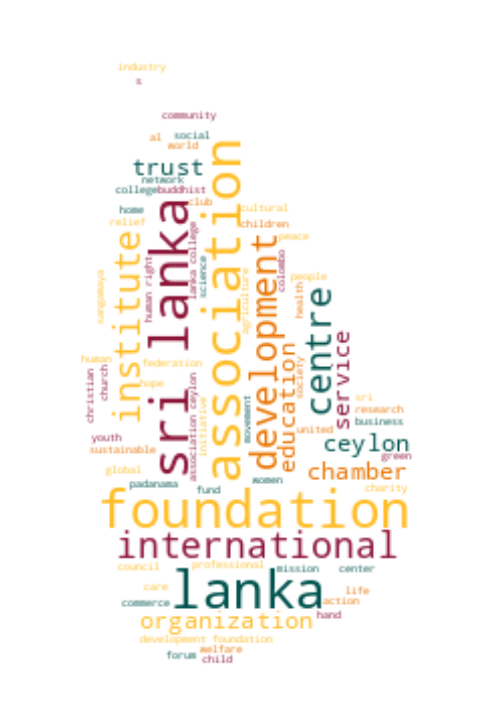 industry
s
community
al social
world
trust
network
college buddhist
club
home
cultural
relief
children
peace
association
sri lanka
institute
development
centre
human right
lanka college
science
agriculture
colombo
people
health
sangamaya
human
christian
church
federation
hope
association ceylon
initiative
movement
education
society
service
sri
research
business
united
ceylon
green
youth
sustainable
global
chamber
padanama
fund
women
charity
foundation
international
council
professional
mission
center
lanka
care
life
commerce
action
organization
hand
development foundation
forum
welfare
child